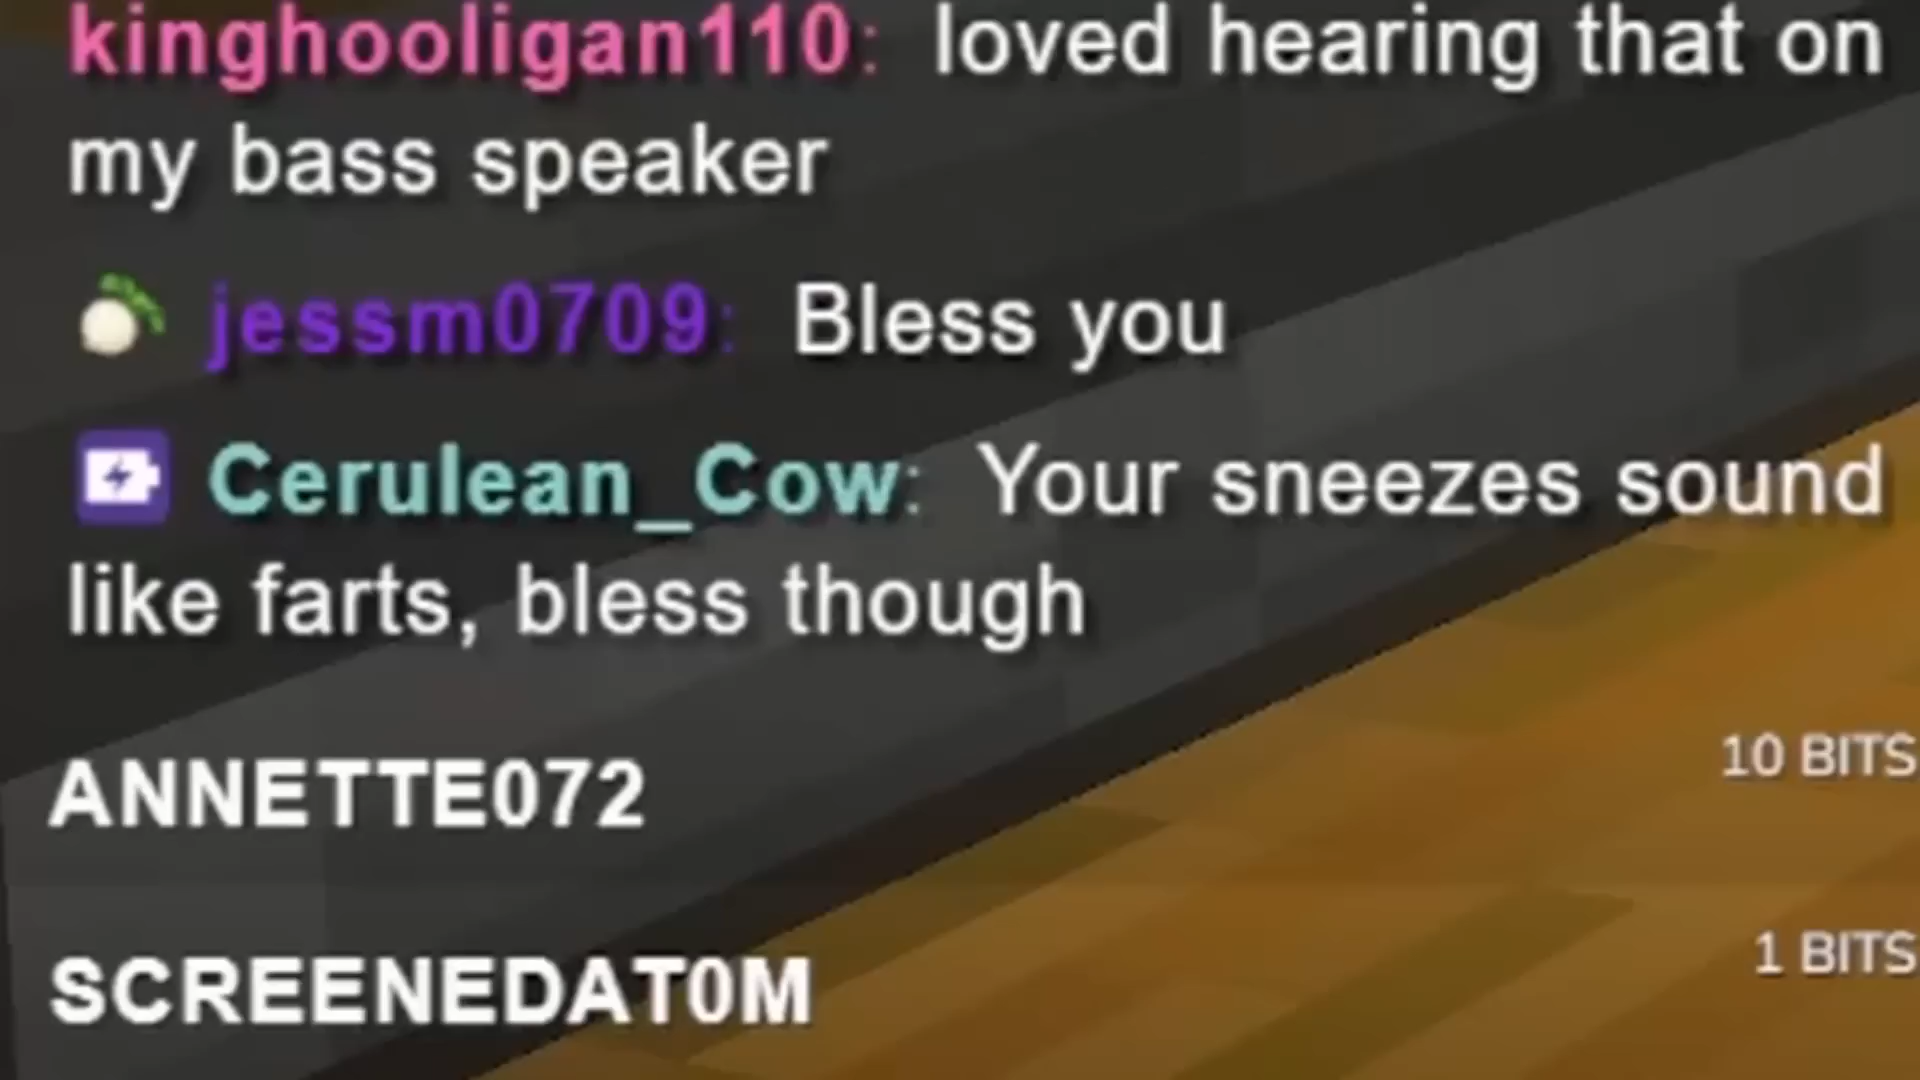 kinghooligan110: loved hearing that on
my bass speaker
jessm0709: Bless you
Cerulean_Cow: Your sneezes sound
like farts, bless though
ANNETTE072 10 BITS
SCREENEDAT0M 1 BITS